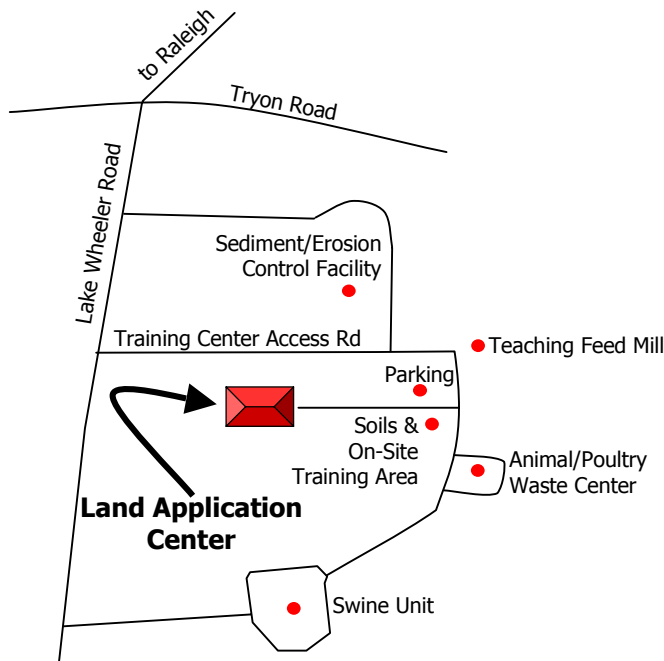 to Raleigh
Tryon Road
Lake Wheeler Road
Sediment/Erosion
Control Facility
Training Center Access Rd
Teaching Feed Mill
Parking
Soils &
On-Site
Training Area
Animal/Poultry
Waste Center
Land Application
Center
Swine Unit